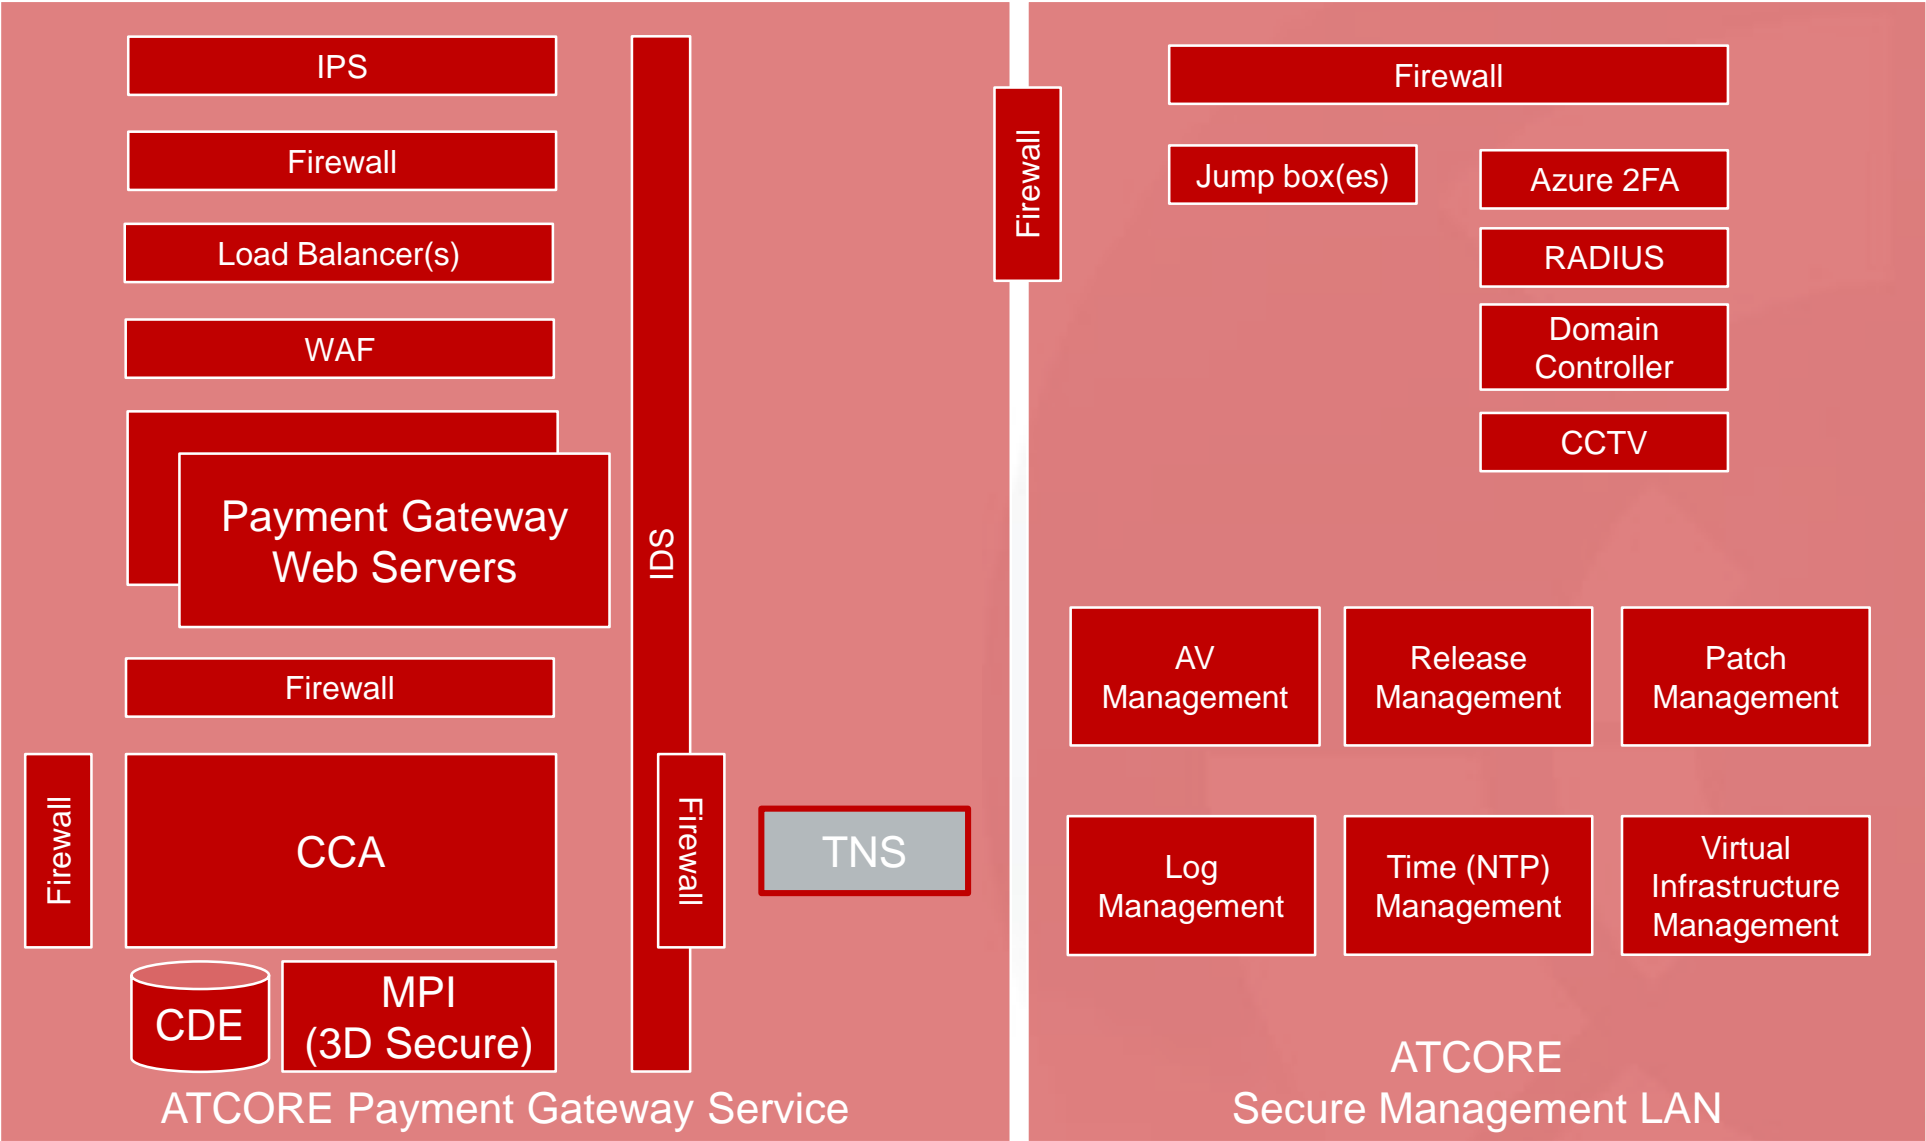 IPS
Firewall
Load Balancer(s)
WAF
Payment Gateway
Web Servers
Firewall
Firewall
CCA
CDE
MPI
(3D Secure)
IDS
Firewall
TNS
ATCORE Payment Gateway Service
Firewall
Firewall
Jump box(es)
Azure 2FA
RADIUS
Domain
Controller
CCTV
AV
Management
Release
Management
Patch
Management
Log
Management
Time (NTP)
Management
Virtual
Infrastructure
Management
ATCORE
Secure Management LAN